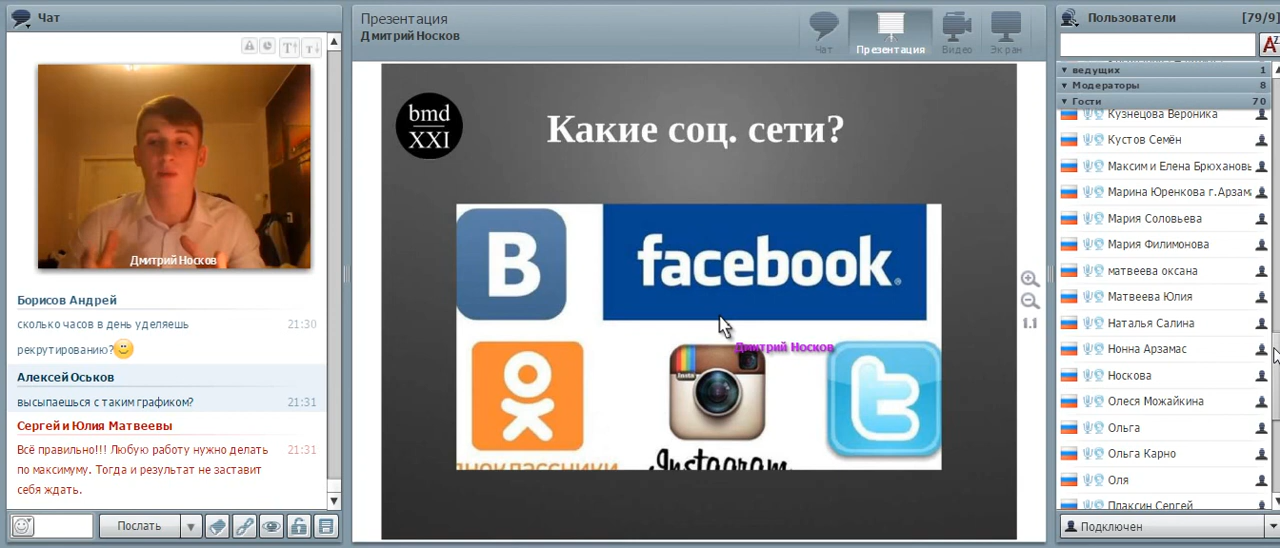 Чат
Дмитрий Носков
Борисов Андрей
сколько часов в день уделяешь 21:30
рекрутированию?
Алексей Оськов
высыпаешься с таким графиком? 21:31
Сергей и Юлия Матвеевы
Всё правильно!!! Любую работу нужно делать 21:31
по максимуму. Тогда и результат не заставит
себя ждать.
Послать
Презентация
Дмитрий Носков
Чат
Презентация
Видео
Экран
bmd
XXI
Какие соц. сети?
B
facebook
Дмитрий Носков
Insta
t
дноклассники
Instagram
1.1
Пользователи [79/9]
ведущих 1
Модераторы 8
Гости 70
Кузнецова Вероника
Кустов Семён
Максим и Елена Брюхановы
Марина Юренкова г.Арзам
Мария Соловьева
Мария Филимонова
матвеева оксана
Матвеева Юлия
Наталья Салина
Нонна Арзамас
Носкова
Олеся Можайкина
Ольга
Ольга Карно
Оля
Плаксин Сергей
Подключен